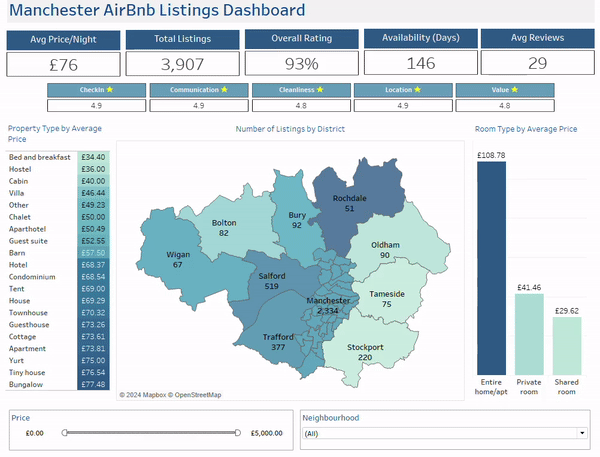 Manchester AirBnb Listings Dashboard
Avg Price/Night
Total Listings
Overall Rating
Availability (Days)
Avg Reviews
£76
3,907
93%
146
29
Checkin ⭐
Communication ⭐
Cleanliness ⭐
Location ⭐
Value ⭐
4.9
4.9
4.8
4.9
4.8
Property Type by Average
Price
Bed and breakfast £34.40
Hostel £36.00
Cabin £40.00
Villa £46.44
Other £49.23
Chalet £50.00
Aparthotel £50.49
Guest suite £52.55
Barn £57.50
Hotel £68.37
Condominium £68.54
Tent £69.00
House £69.29
Townhouse £70.32
Guesthouse £73.26
Cottage £73.61
Apartment £73.81
Yurt £75.00
Tiny house £76.54
Bungalow £77.48
Number of Listings by District
Rochdale
51
Bolton
82
Bury
92
Oldham
90
Wigan
67
Salford
519
Tameside
75
Manchester
2,334
Trafford
377
Stockport
220
© 2024 Mapbox © OpenStreetMap
Room Type by Average Price
£108.78
£41.46
£29.62
Entire
home/apt
Private
room
Shared
room
Price
£0.00
£5,000.00
Neighbourhood
(All)